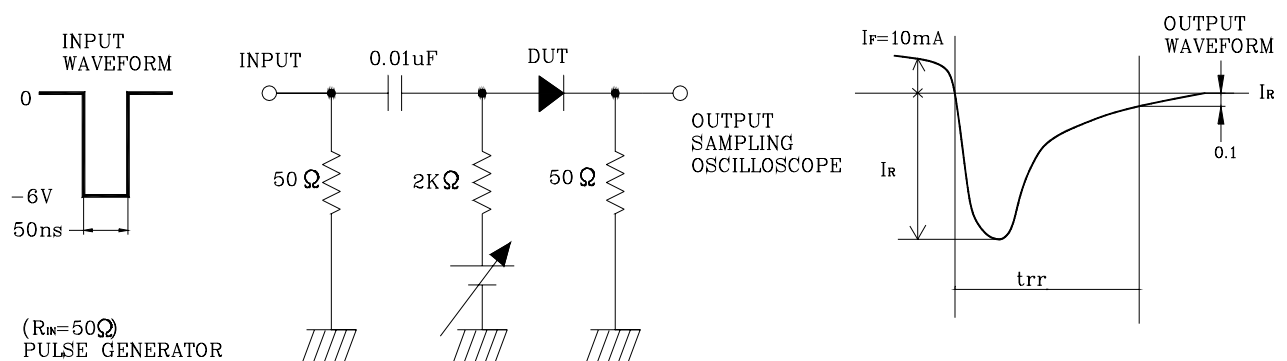 INPUT
WAVEFORM
0
-6V
50ns
(RIN=50Ω)
PULSE GENERATOR
INPUT
0.01uF
DUT
50Ω
2KΩ
50Ω
OUTPUT
SAMPLING
OSCILLOSCOPE
IF=10mA
OUTPUT
WAVEFORM
IR
0.1
IR
trr